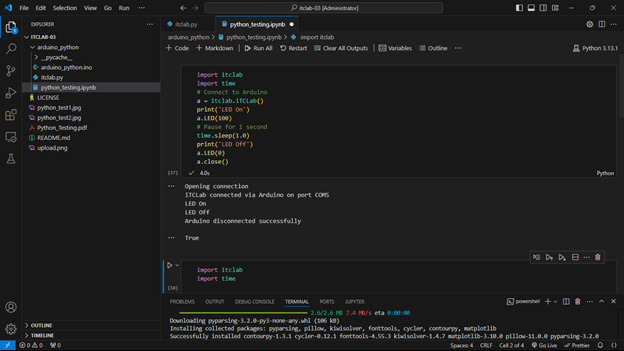 File Edit Selection View Go Run ··· itclab-03 [Administrator]
EXPLORER ···
ITCLAB-03
arduino_python
__pycache__
arduino_python.ino
itclab.py
python_testing.ipynb
LICENSE
python_test1.jpg
python_test2.jpg
Python_Testing.pdf
README.md
upload.png
OUTLINE
TIMELINE
itclab.py python_testing.ipynb
arduino_python > python_testing.ipynb > import itclab
+ Code + Markdown Run All Restart Clear All Outputs Variables Outline ··· Python 3.13.1
import itclab
import time
# Connect to Arduino
a = itclab.iTCLab()
print('LED On')
a.LED(100)
# Pause for 1 second
time.sleep(1.0)
print('LED Off')
a.LED(0)
a.close()
[17] 4.0s Python
Opening connection
iTCLab connected via Arduino on port COM5
LED On
LED Off
Arduino disconnected successfully
True
import itclab
import time
[18]
PROBLEMS OUTPUT DEBUG CONSOLE TERMINAL PORTS JUPYTER powershell
2.6/2.6 MB 7.4 MB/s eta 0:00:00
Downloading pyparsing-3.2.0-py3-none-any.whl (106 kB)
Installing collected packages: pyparsing, pillow, kiwisolver, fonttools, cycler, contourpy, matplotlib
Successfully installed contourpy-1.3.1 cycler-0.12.1 fonttools-4.55.3 kiwisolver-1.4.7 matplotlib-3.10.0 pillow-11.0.0 pyparsing-3.2.0
0 0 0 Spaces: 4 CRLF Cell 2 of 4 Go Live Prettier